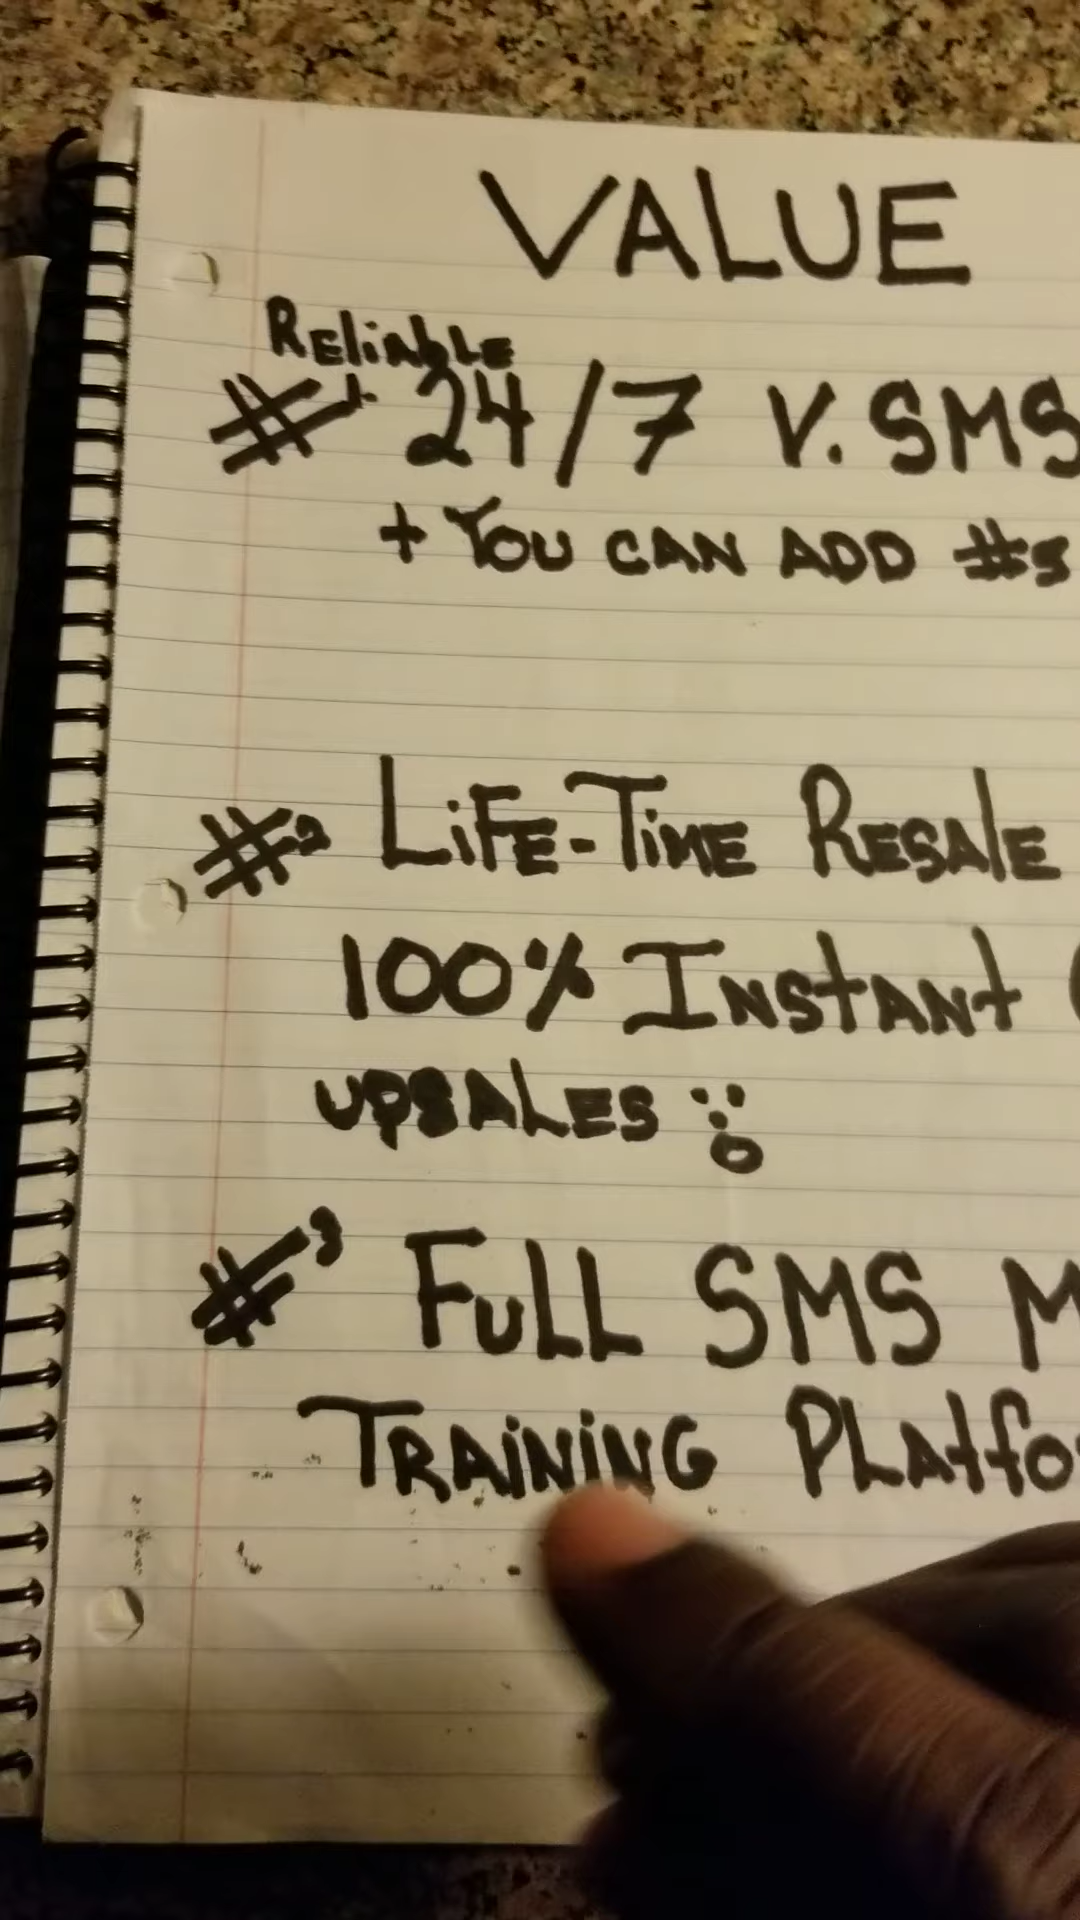 VALUE
Reliable
#1 24/7 V. SMS
+ You can add #s
#2 Life-Time Resale
100% Instant
upsales
#3 Full SMS M
Training Platfo